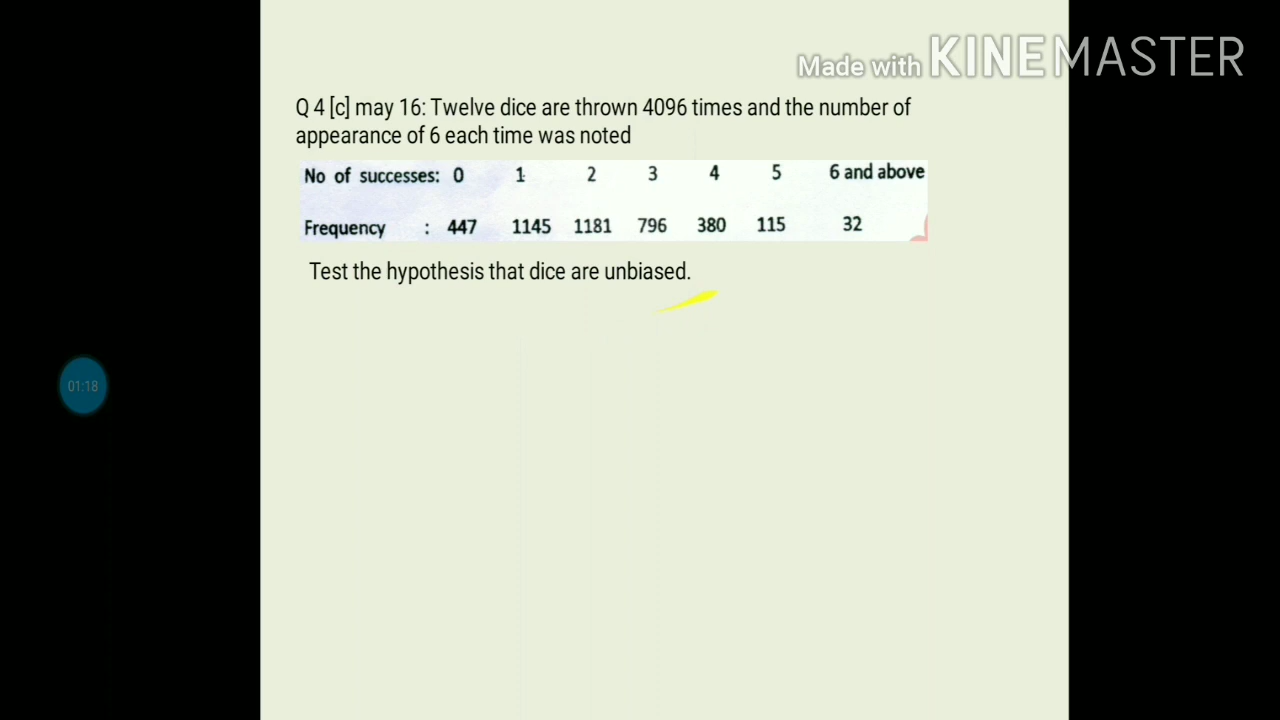 Made with KINEMASTER
Q 4 [c] may 16: Twelve dice are thrown 4096 times and the number of
appearance of 6 each time was noted
No of successes: 0 1 2 3 4 5 6 and above
Frequency : 447 1145 1181 796 380 115 32
Test the hypothesis that dice are unbiased.
01:18